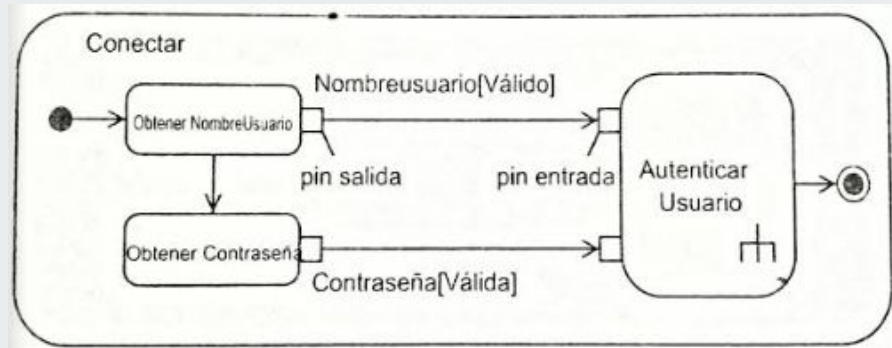 Conectar
Nombreusuario[Válido]
Obtener NombreUsuario
pin salida
pin entrada
Autenticar
Usuario
Obtener Contraseña
Contraseña[Válida]